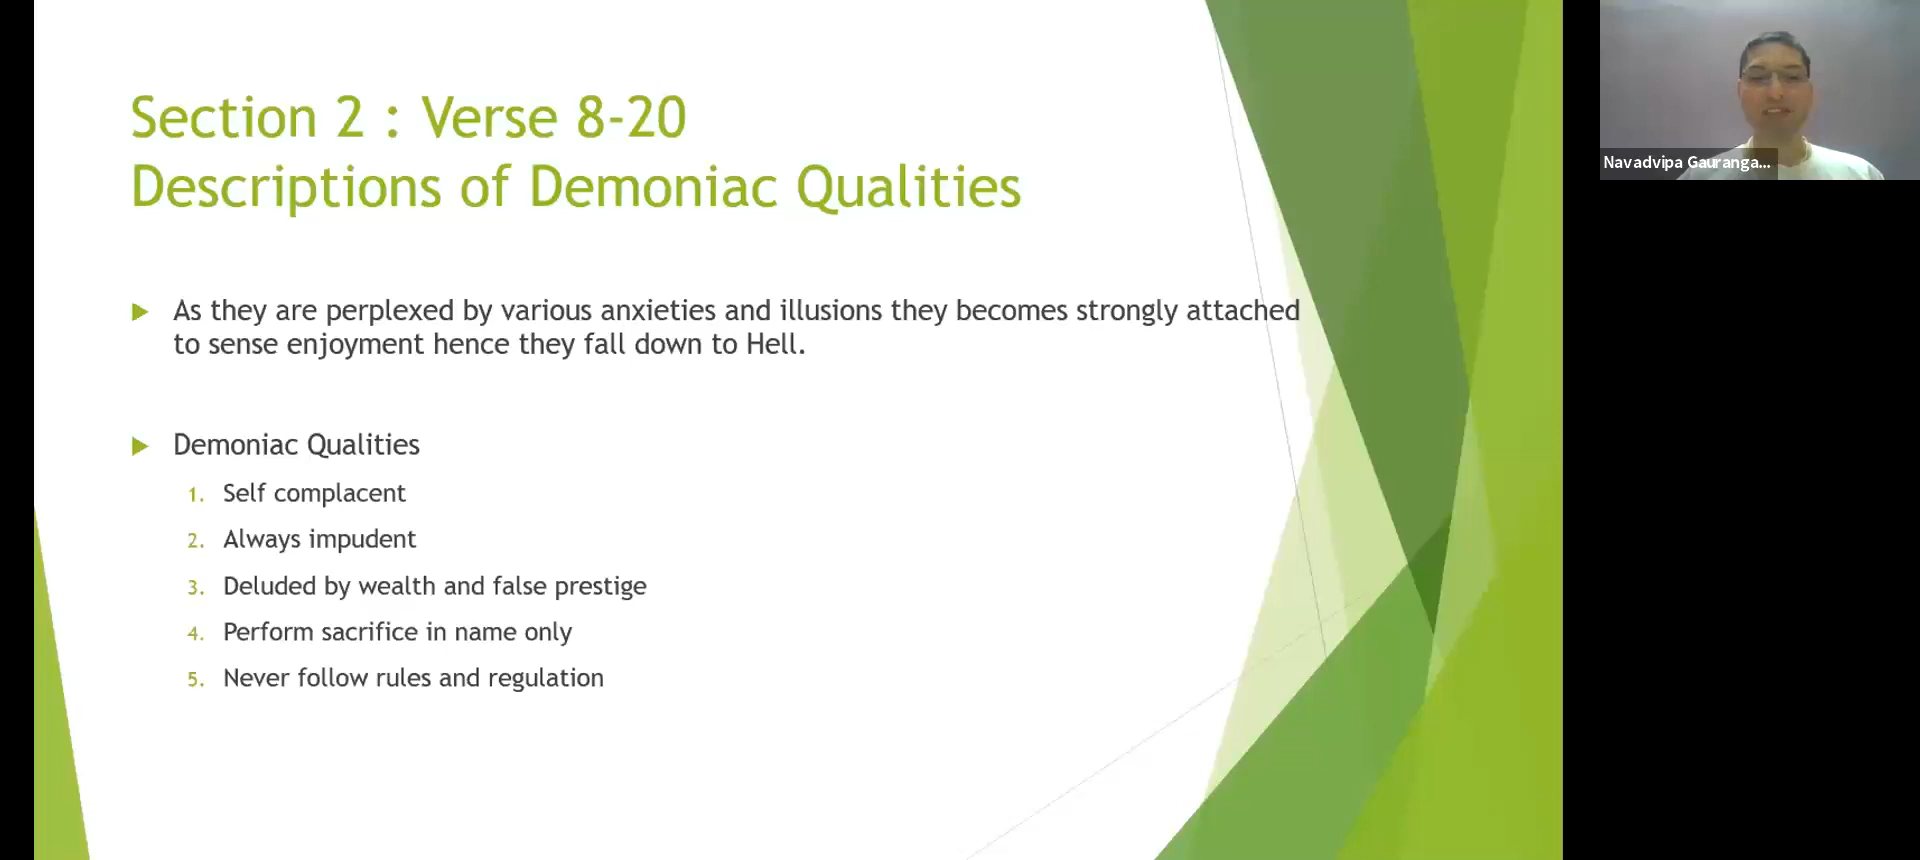 Section 2 : Verse 8-20
Descriptions of Demoniac Qualities
As they are perplexed by various anxieties and illusions they becomes strongly attached
to sense enjoyment hence they fall down to Hell.
Demoniac Qualities
1. Self complacent
2. Always impudent
3. Deluded by wealth and false prestige
4. Perform sacrifice in name only
5. Never follow rules and regulation
Navadvipa Gauranga...